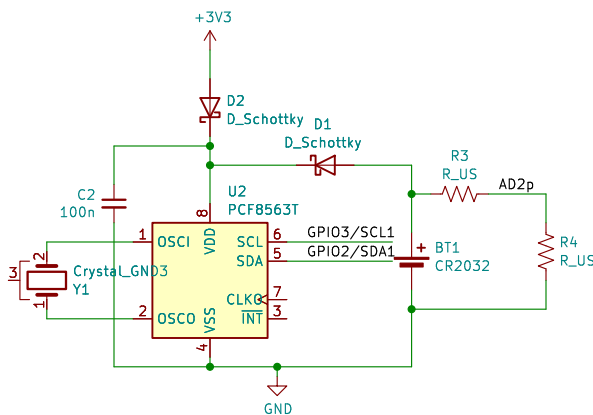 +3V3
D2
D_Schottky
D1
D_Schottky
R3
R_US
AD2p
C2
100n
U2
PCF8563T
8
VDD
1
OSCI
SCL
6
GPIO3/SCL1
SDA
5
GPIO2/SDA1
BT1
CR2032
R4
R_US
2
3
Crystal_GND3
Y1
1
CLKO
7
2
OSCO
INT
3
VSS
4
GND